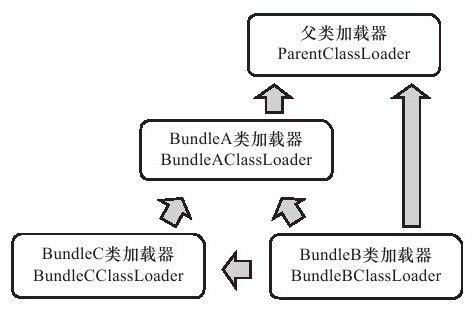 父类加载器
ParentClassLoader
BundleA类加载器
BundleAClassLoader
BundleC类加载器
BundleCClassLoader
BundleB类加载器
BundleBClassLoader